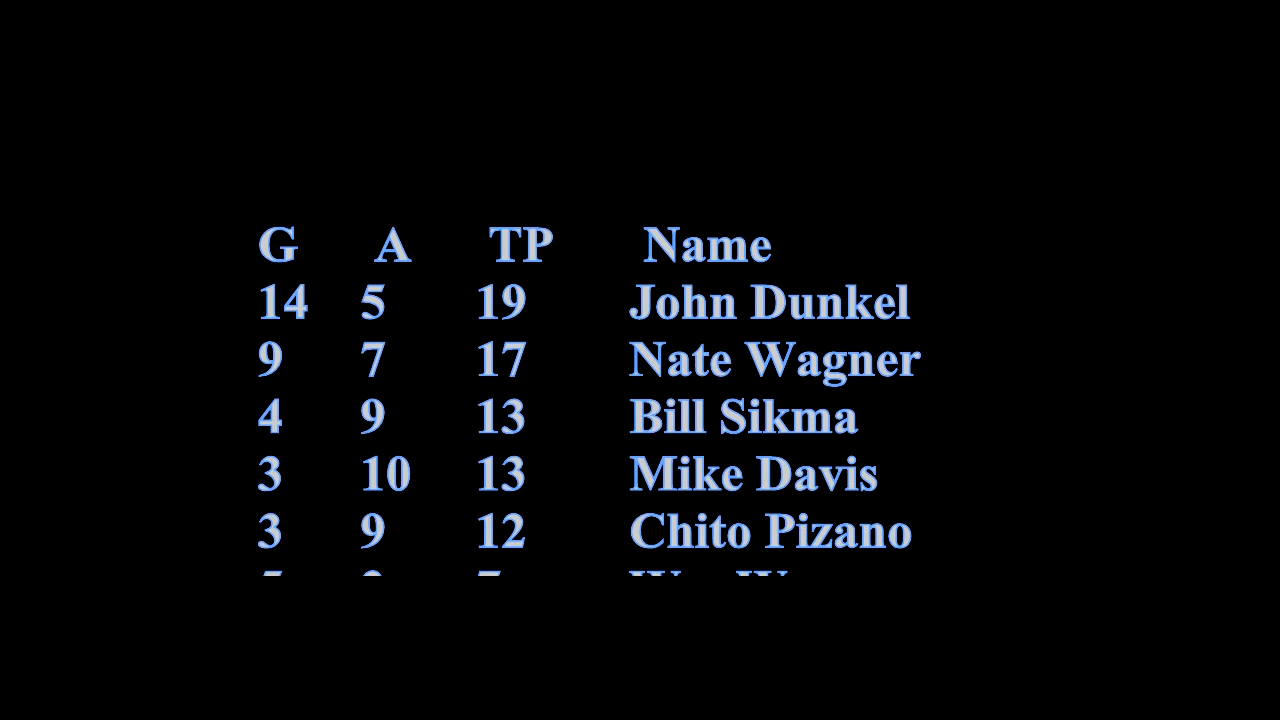 G A TP Name
14 5 19 John Dunkel
9 7 17 Nate Wagner
4 9 13 Bill Sikma
3 10 13 Mike Davis
3 9 12 Chito Pizano